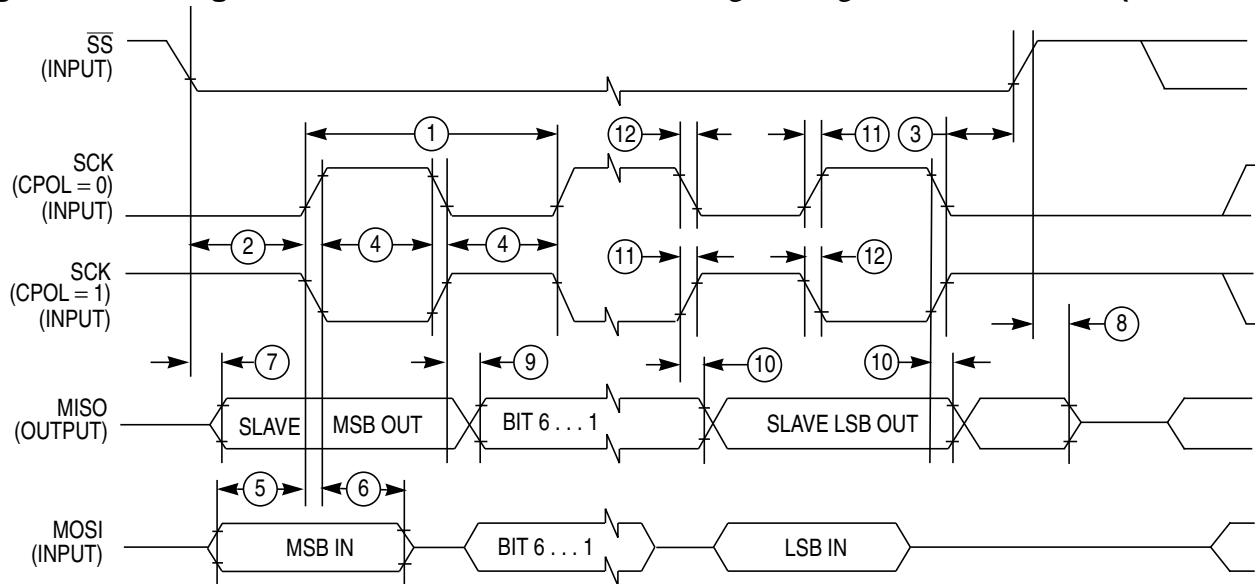 SS
(INPUT)
1
12
11
3
SCK
(CPOL = 0)
(INPUT)
2
4
4
SCK
(CPOL = 1)
(INPUT)
11
12
8
7
9
10
10
MISO
(OUTPUT)
SLAVE MSB OUT
BIT 6 . . . 1
SLAVE LSB OUT
5
6
MOSI
(INPUT)
MSB IN
BIT 6 . . . 1
LSB IN